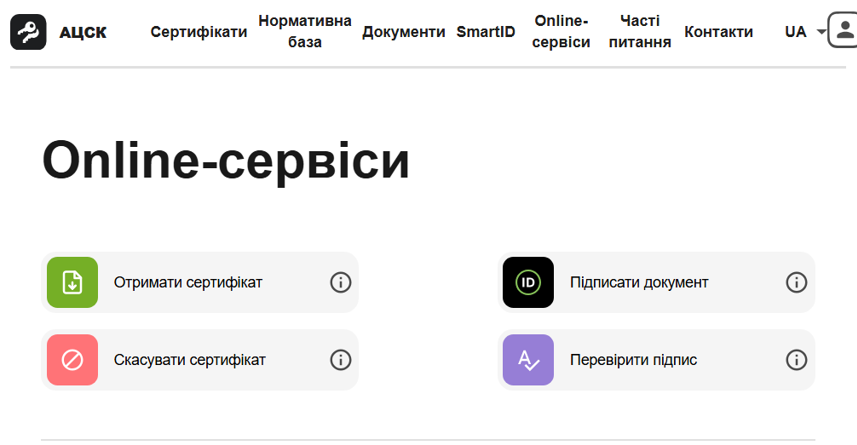 АЦСК
Сертифікати
Нормативна
база
Документи
SmartID
Online-
сервіси
Часті
питання
Контакти
UA
Online-сервіси
Отримати сертифікат
ID
Підписати документ
Скасувати сертифікат
A
Перевірити підпис